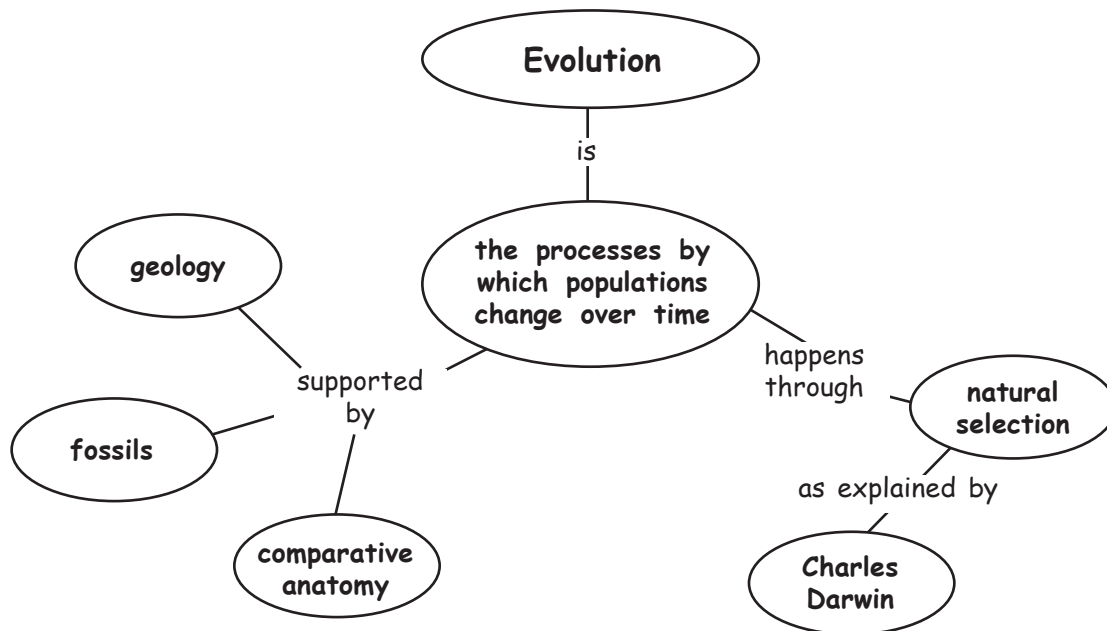 Evolution
is
the processes by
which populations
change over time
geology
supported
by
fossils
comparative
anatomy
happens
through
natural
selection
as explained by
Charles
Darwin